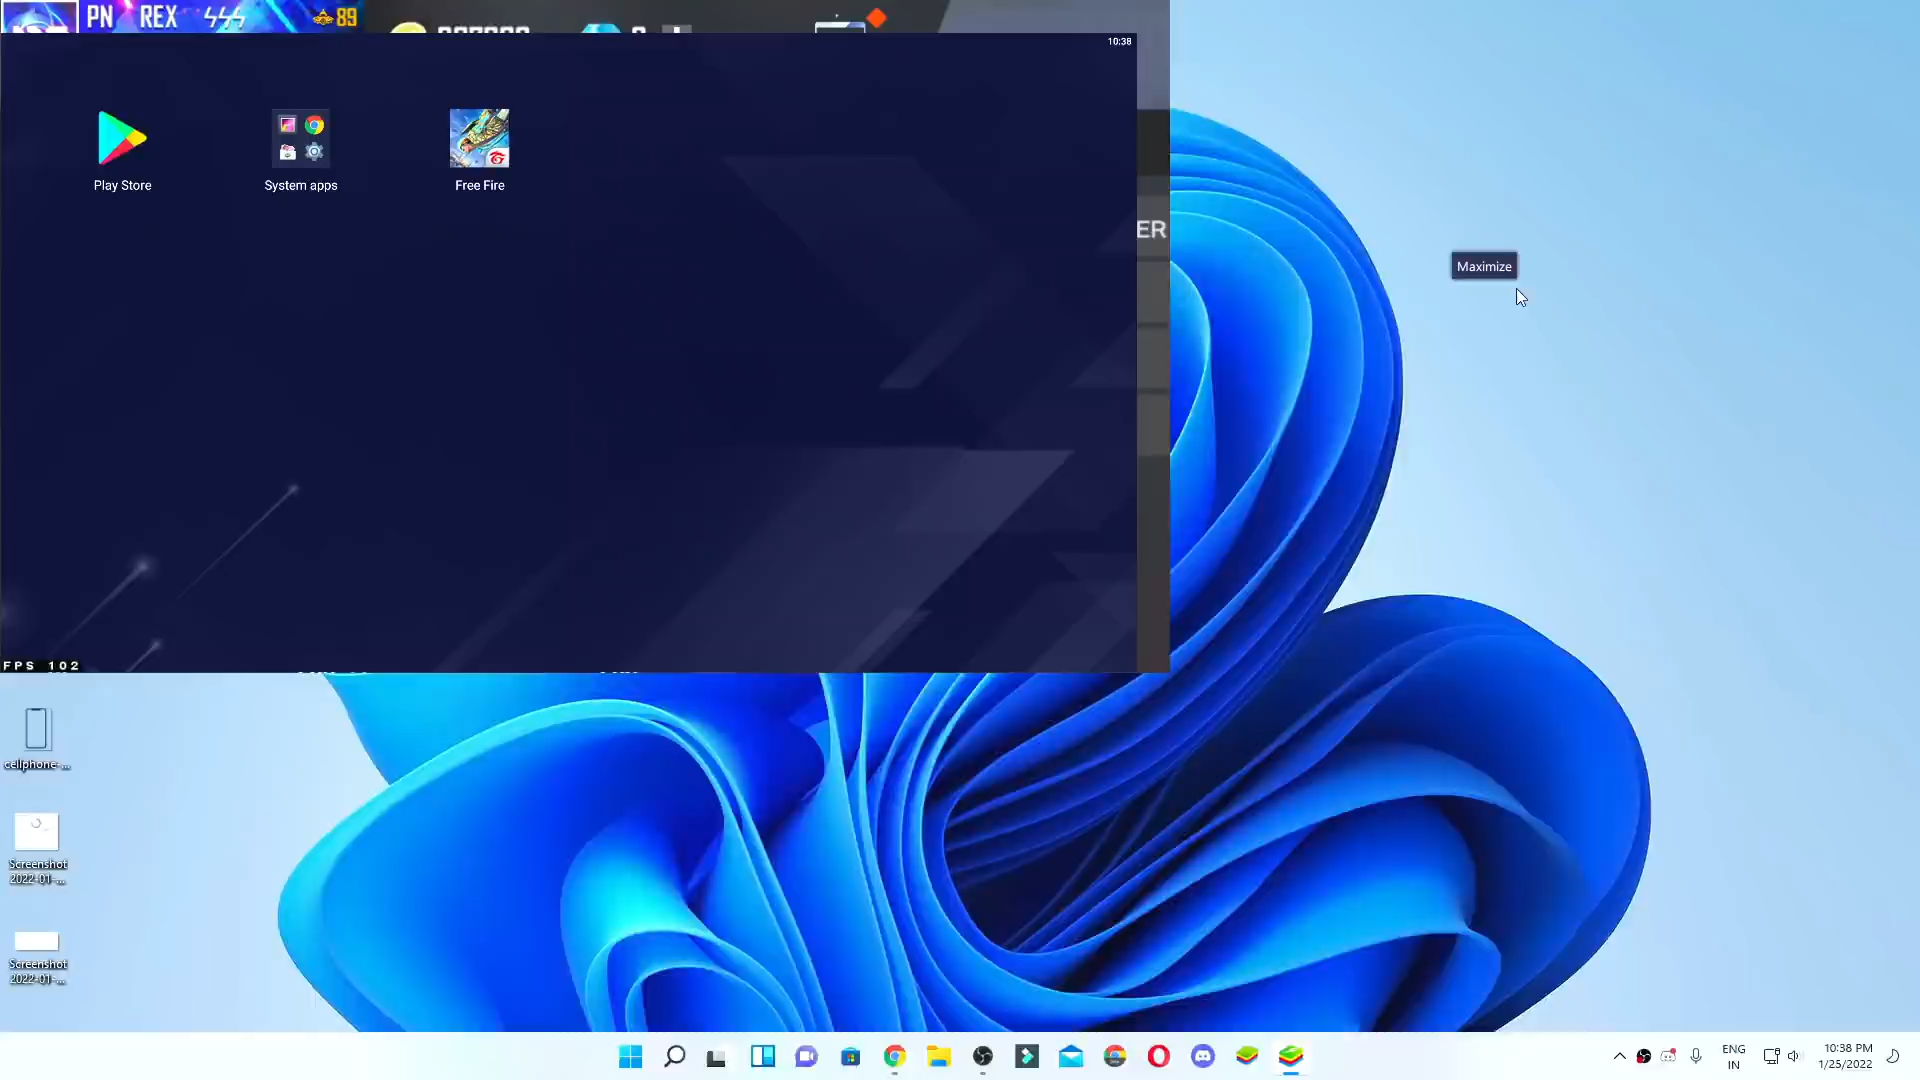 PN REX
89
10:38
Play Store
System apps
Free Fire
ER
Maximize
FPS 102
cellphone-...
Screenshot
2022-01-...
Screenshot
2022-01-...
ENG
IN
10:38 PM
1/25/2022